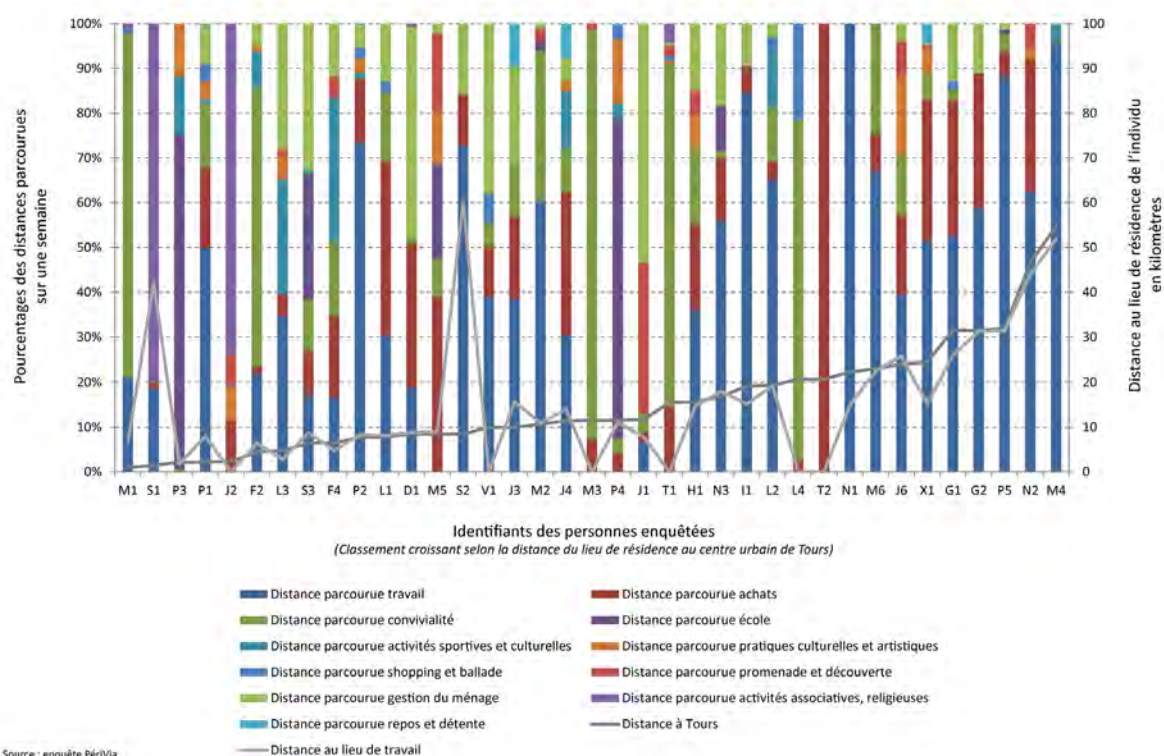 Pourcentages des distances parcourues
sur une semaine
100%
90%
80%
70%
60%
50%
40%
30%
20%
10%
0%
100
90
80
70
60
50
40
30
20
10
0
Distance au lieu de résidence de l'individu
en kilomètres
M1 S1 P3 P1 J2 F2 L3 S3 F4 P2 L1 D1 M5 S2 V1 J3 M2 J4 M3 P4 J1 T1 H1 N3 I1 L2 L4 T2 N1 M6 J6 X1 G1 G2 P5 N2 M4
Identifiants des personnes enquêtées
(Classement croissant selon la distance du lieu de résidence au centre urbain de Tours)
Distance parcourue travail
Distance parcourue achats
Distance parcourue convivialité
Distance parcourue école
Distance parcourue activités sportives et culturelles
Distance parcourue pratiques culturelles et artistiques
Distance parcourue shopping et ballade
Distance parcourue promenade et découverte
Distance parcourue gestion du ménage
Distance parcourue activités associatives, religieuses
Distance parcourue repos et détente
Distance à Tours
Distance au lieu de travail
Source : enquête PériVia